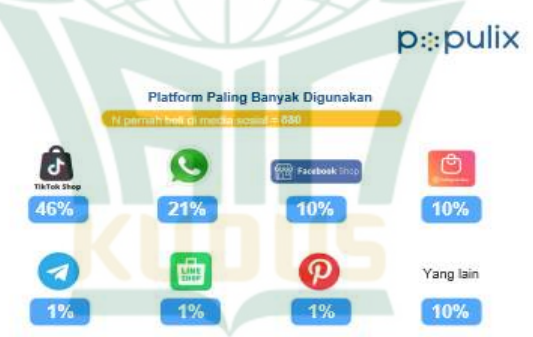 populix
Platform Paling Banyak Digunakan
N pernah beli di media sosial = 880
TikTok Shop
Facebook Shop
46%
21%
10%
10%
KUDUS
LINE SHOP
Yang lain
1%
1%
1%
10%